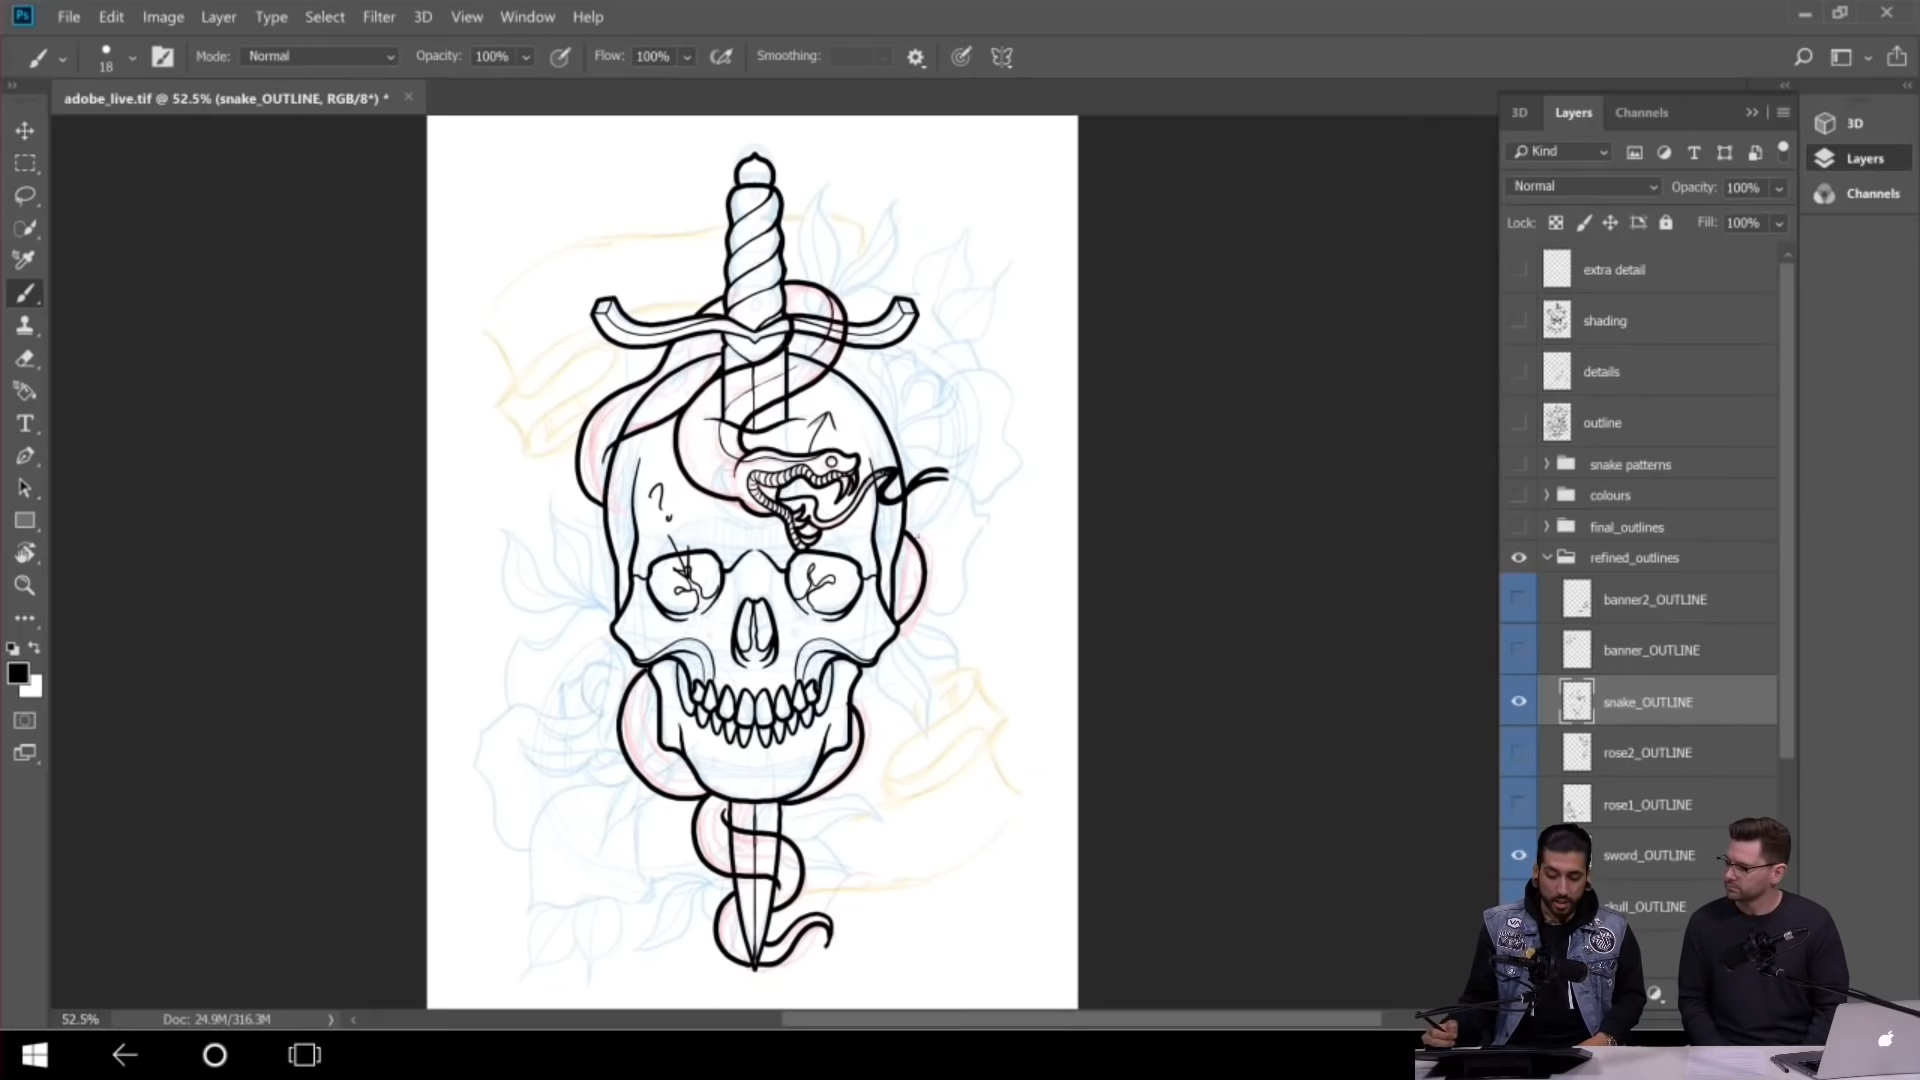 Ps File Edit Image Layer Type Select Filter 3D View Window Help
18 Mode: Normal Opacity: 100% Flow: 100% Smoothing:
adobe_live.tif @ 52.5% (snake_OUTLINE, RGB/8*) *
3D Layers Channels
3D
Kind
Layers
Normal Opacity: 100%
Channels
Lock: Fill: 100%
extra detail
shading
details
outline
snake patterns
colours
final_outlines
refined_outlines
banner2_OUTLINE
banner_OUTLINE
snake_OUTLINE
rose2_OUTLINE
rose1_OUTLINE
sword_OUTLINE
skull_OUTLINE
?
52.5% Doc: 24.9M/316.3M